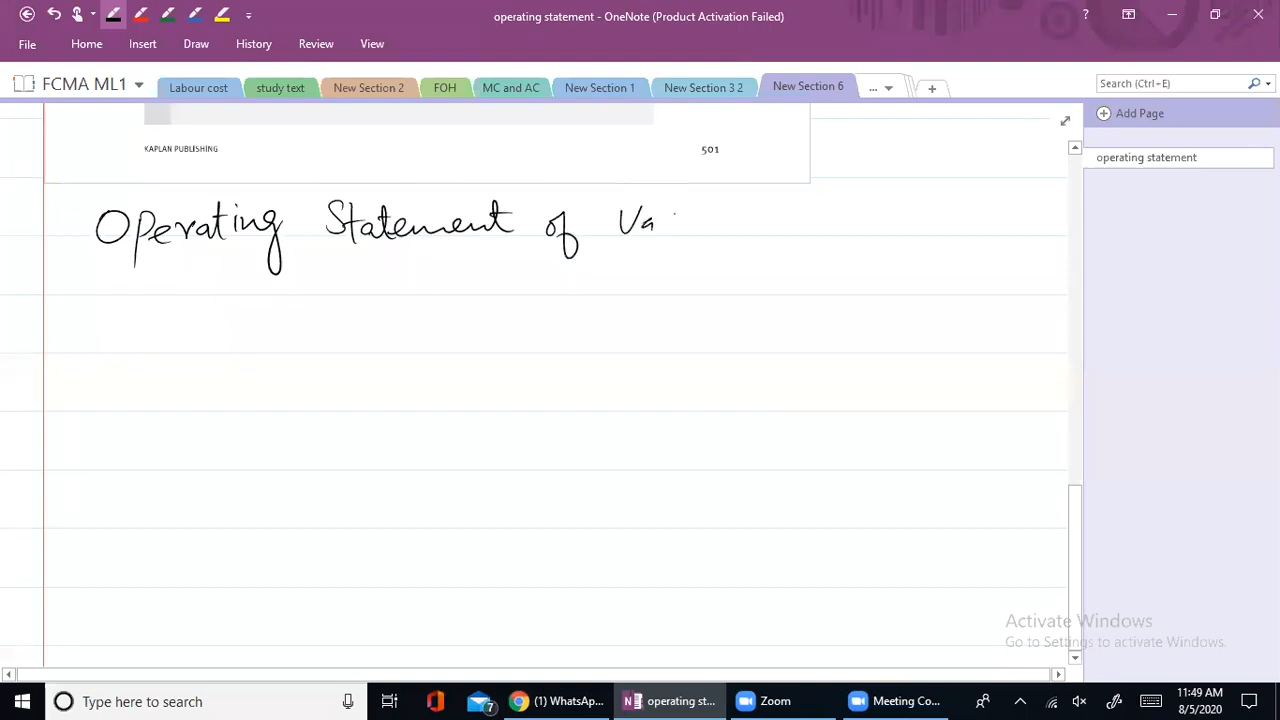 operating statement - OneNote (Product Activation Failed)
?
File Home Insert Draw History Review View
FCMA ML1 Labour cost study text New Section 2 FOH MC and AC New Section 1 New Section 3 2 New Section 6 ... + Search (Ctrl+E)
Add Page
operating statement
KAPLAN PUBLISHING 501
Operating Statement of Va
Activate Windows
Go to Settings to activate Windows.
Type here to search 7 (1) WhatsApp... operating st... Zoom Meeting Co... 11:49 AM
8/5/2020